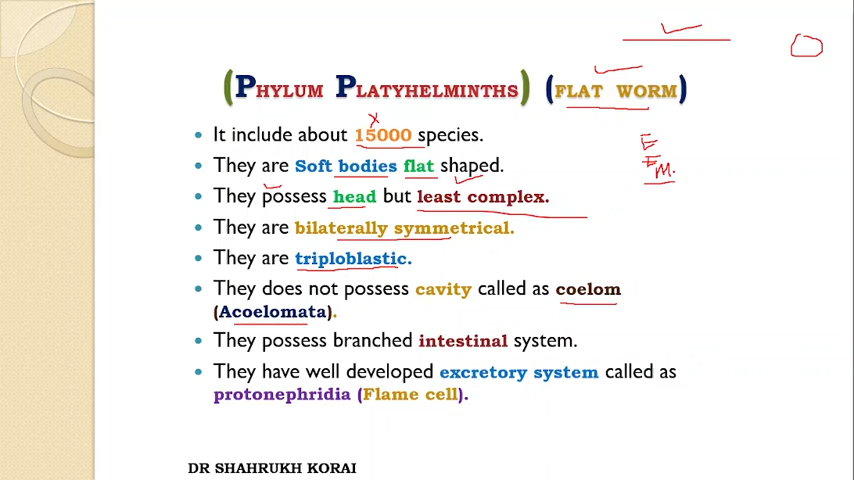 (PHYLUM PLATYHELMINTHS) (FLAT WORM)
• It include about 15000 species.
• They are Soft bodies flat shaped.
• They possess head but least complex.
• They are bilaterally symmetrical.
• They are triploblastic.
• They does not possess cavity called as coelom
(Acoelomata).
• They possess branched intestinal system.
• They have well developed excretory system called as
protonephridia (Flame cell).
E
E
M.
DR SHAHRUKH KORAI